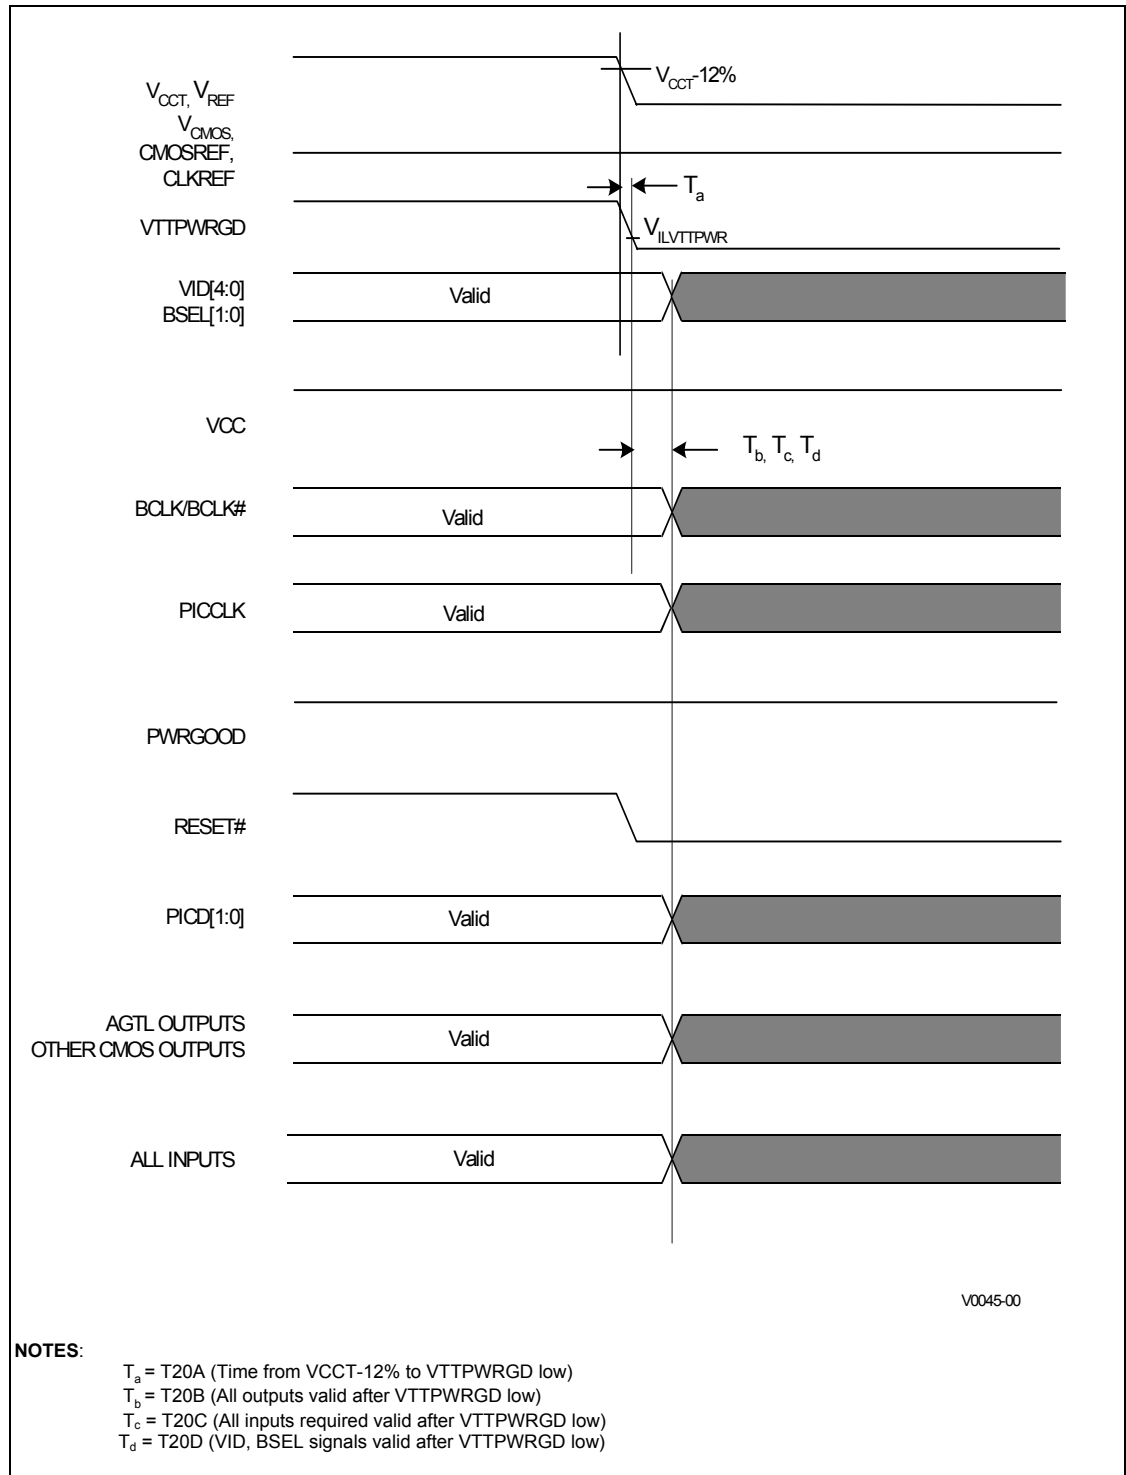 V_CCT-12%
V_CCT, V_REF
V_CMOS,
CMOSREF,
CLKREF
T_a
VTTPWRGD
V_ILVTTPWR
VID[4:0]
BSEL[1:0]
Valid
VCC
T_b, T_c, T_d
BCLK/BCLK#
Valid
PICCLK
Valid
PWRGOOD
RESET#
PICD[1:0]
Valid
AGTL OUTPUTS
OTHER CMOS OUTPUTS
Valid
ALL INPUTS
Valid
V0045-00
NOTES:
T_a = T20A (Time from VCCT-12% to VTTPWRGD low)
T_b = T20B (All outputs valid after VTTPWRGD low)
T_c = T20C (All inputs required valid after VTTPWRGD low)
T_d = T20D (VID, BSEL signals valid after VTTPWRGD low)